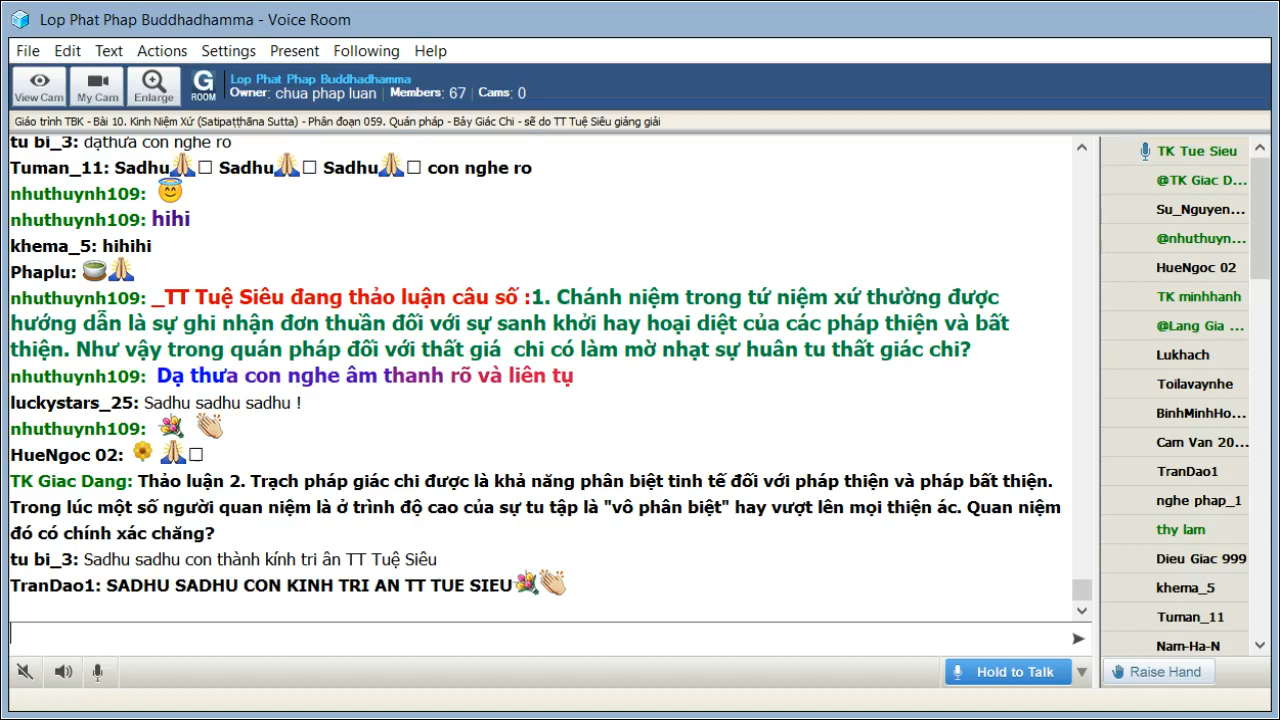 Lop Phat Phap Buddhadhamma - Voice Room
File Edit Text Actions Settings Present Following Help
View Cam My Cam Enlarge G ROOM
Lop Phat Phap Buddhadhamma
Owner: chua phap luan | Members: 67 | Cams: 0
Giáo trình TBK - Bài 10. Kinh Niệm Xứ (Satipaṭṭhāna Sutta) - Phân đoạn 059. Quán pháp - Bảy Giác Chi - sẽ do TT Tuệ Siêu giảng giải
tu bi_3: dạthưa con nghe ro
Tuman_11: Sadhu🙏□ Sadhu🙏□ Sadhu🙏□ con nghe ro
nhuthuynh109: 😇
nhuthuynh109: hihi
khema_5: hihihi
Phaplu: 🍵🙏
nhuthuynh109: _TT Tuệ Siêu đang thảo luận câu số :1. Chánh niệm trong tứ niệm xứ thường được
hướng dẫn là sự ghi nhận đơn thuần đối với sự sanh khởi hay hoại diệt của các pháp thiện và bất
thiện. Như vậy trong quán pháp đối với thất giá chi có làm mờ nhạt sự huân tu thất giác chi?
nhuthuynh109: Dạ thưa con nghe âm thanh rõ và liên tụ
luckystars_25: Sadhu sadhu sadhu !
nhuthuynh109: 💐 👏
HueNgoc 02: 🌼 🙏□
TK Giac Dang: Thảo luận 2. Trạch pháp giác chi được là khả năng phân biệt tinh tế đối với pháp thiện và pháp bất thiện.
Trong lúc một số người quan niệm là ở trình độ cao của sự tu tập là "vô phân biệt" hay vượt lên mọi thiện ác. Quan niệm
đó có chính xác chăng?
tu bi_3: Sadhu sadhu con thành kính tri ân TT Tuệ Siêu
TranDao1: SADHU SADHU CON KINH TRI AN TT TUE SIEU💐👏
Hold to Talk
TK Tue Sieu
@TK Giac D...
Su_Nguyen...
@nhuthuyn...
HueNgoc 02
TK minhhanh
@Lang Gia ...
Lukhach
Toilavaynhe
BinhMinhHo...
Cam Van 20...
TranDao1
nghe phap_1
thy lam
Dieu Giac 999
khema_5
Tuman_11
Nam-Ha-N
Raise Hand